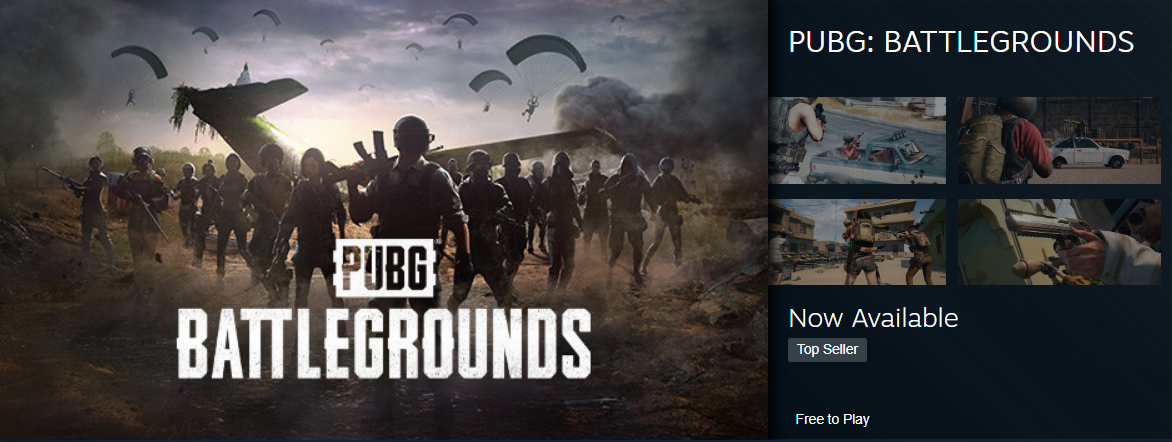 PUBG
BATTLEGROUNDS
PUBG: BATTLEGROUNDS
Now Available
Top Seller
Free to Play